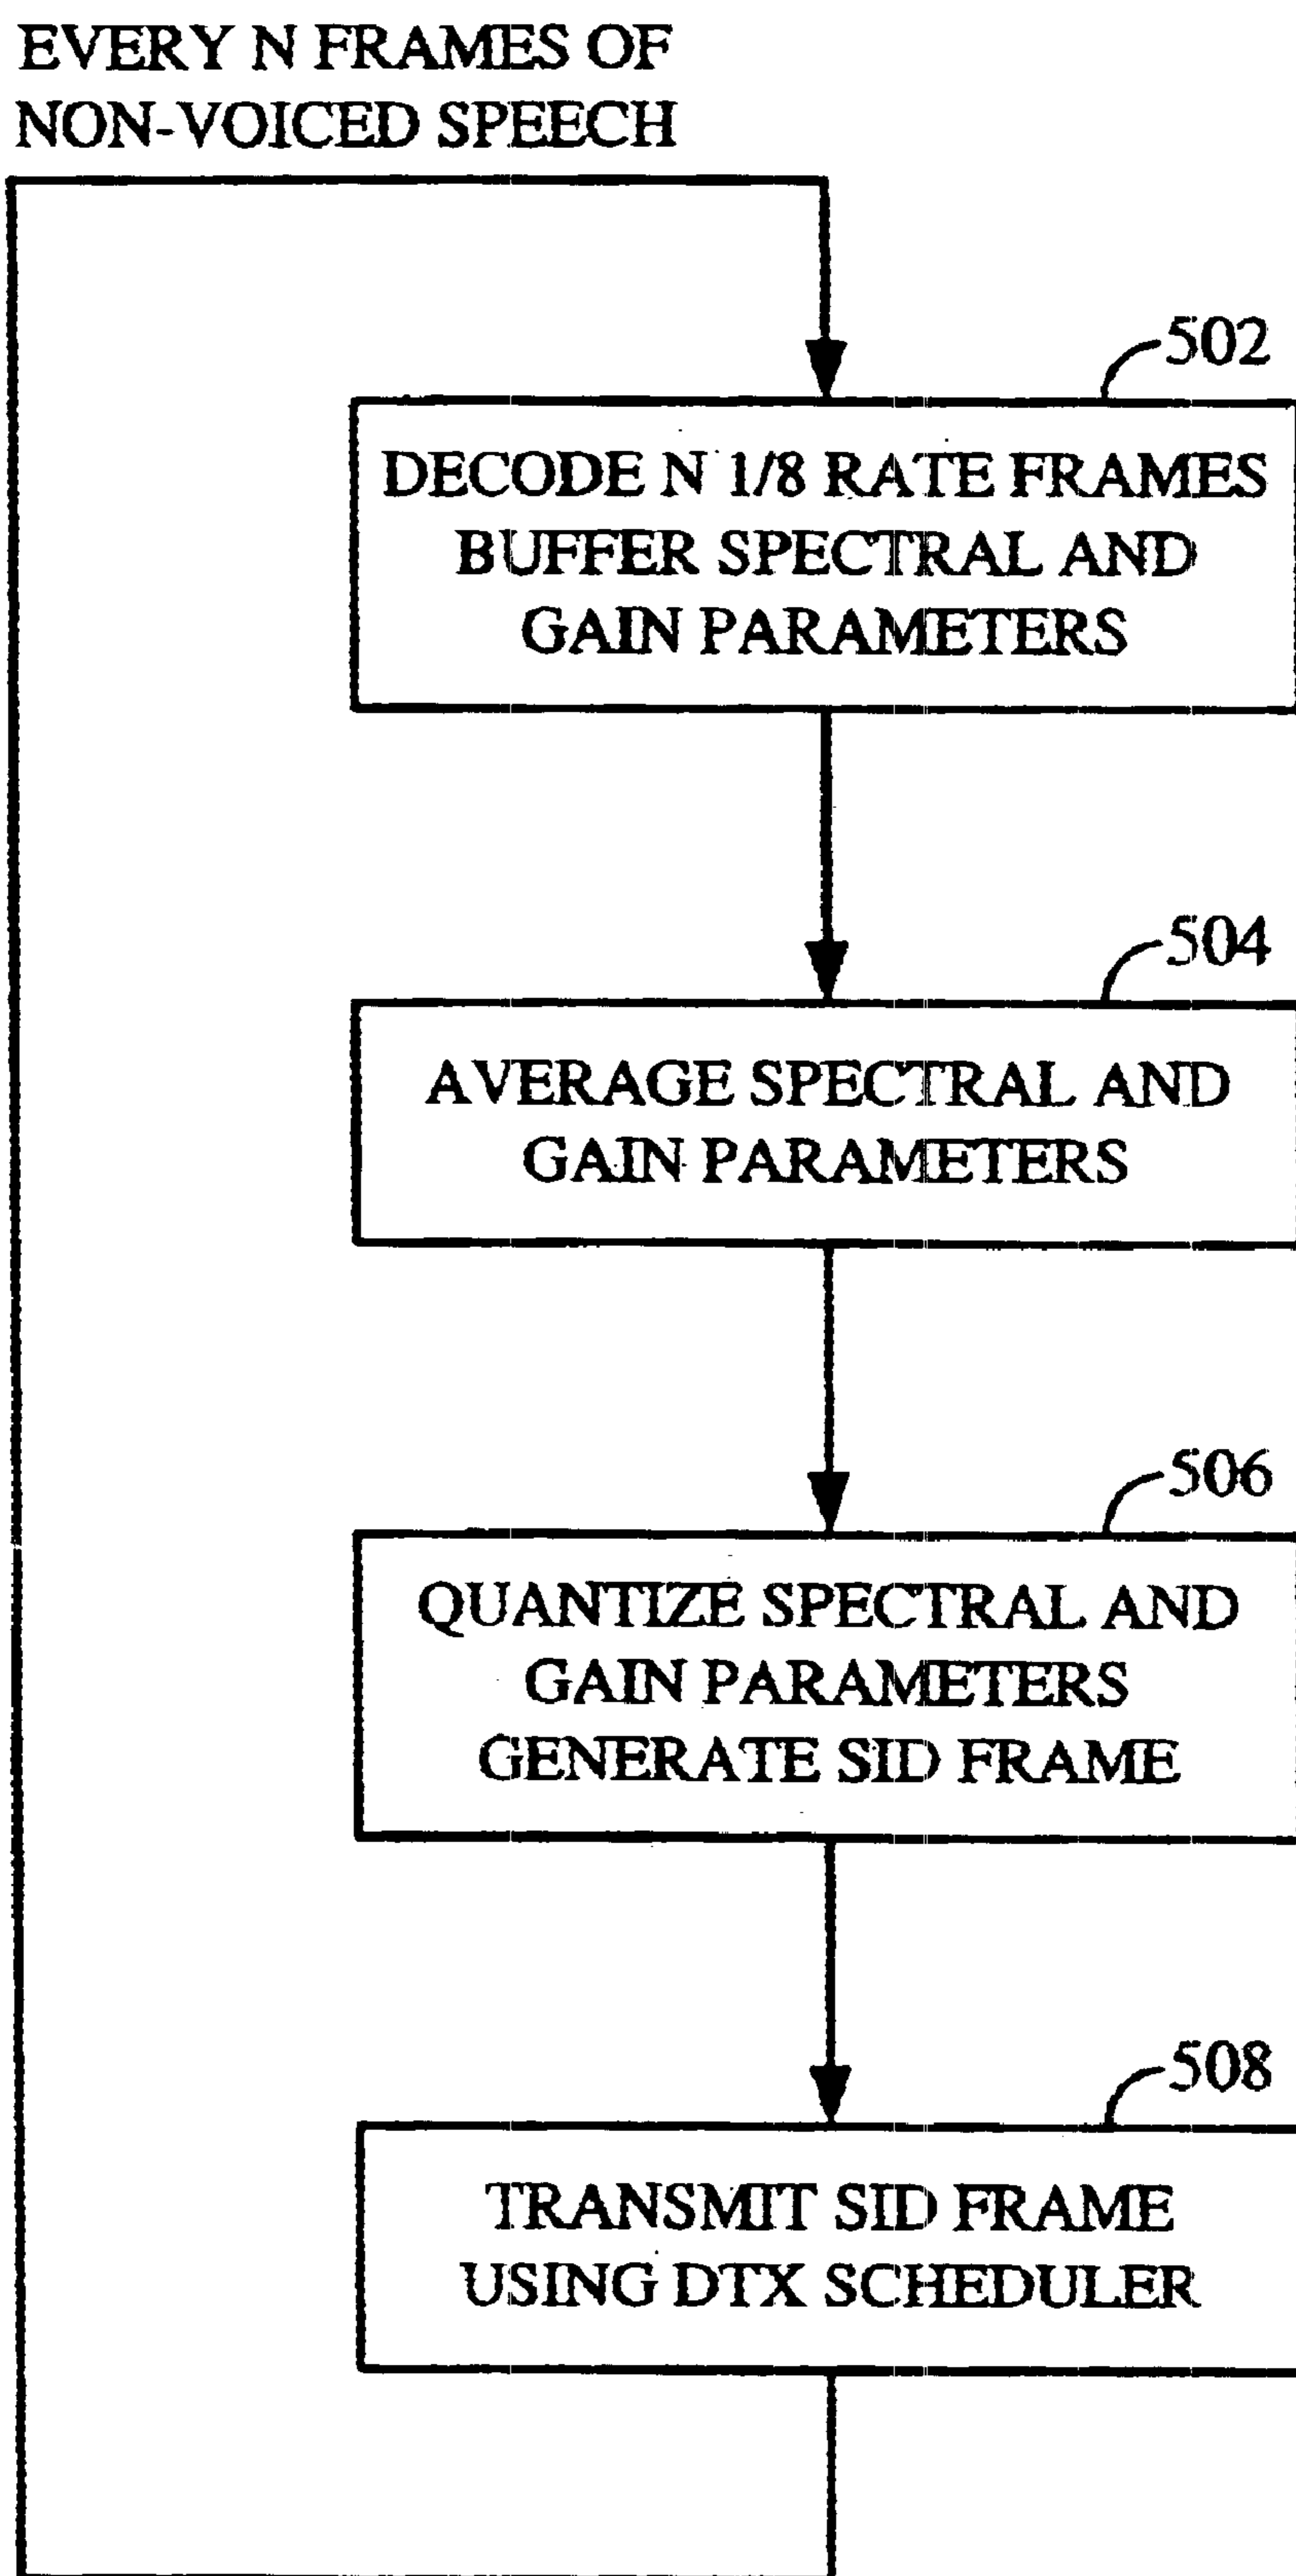 EVERY N FRAMES OF
NON-VOICED SPEECH
502
DECODE N 1/8 RATE FRAMES
BUFFER SPECTRAL AND
GAIN PARAMETERS
504
AVERAGE SPECTRAL AND
GAIN PARAMETERS
506
QUANTIZE SPECTRAL AND
GAIN PARAMETERS
GENERATE SID FRAME
508
TRANSMIT SID FRAME
USING DTX SCHEDULER